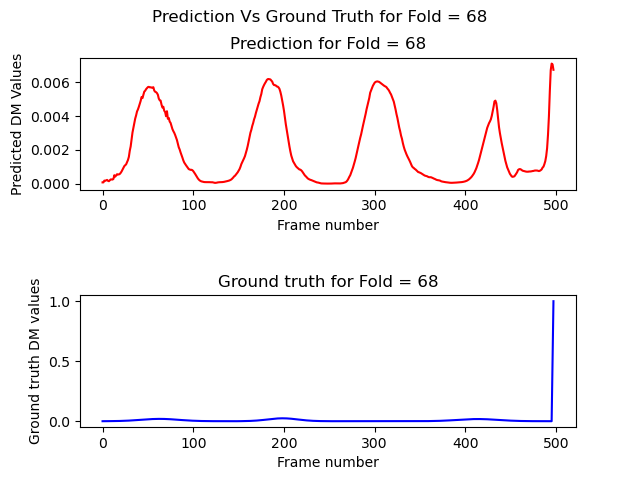 Prediction Vs Ground Truth for Fold = 68
Prediction for Fold = 68
Predicted DM Values
0.006
0.004
0.002
0.000
0 100 200 300 400 500
Frame number
Ground truth for Fold = 68
Ground truth DM values
1.0
0.5
0.0
0 100 200 300 400 500
Frame number